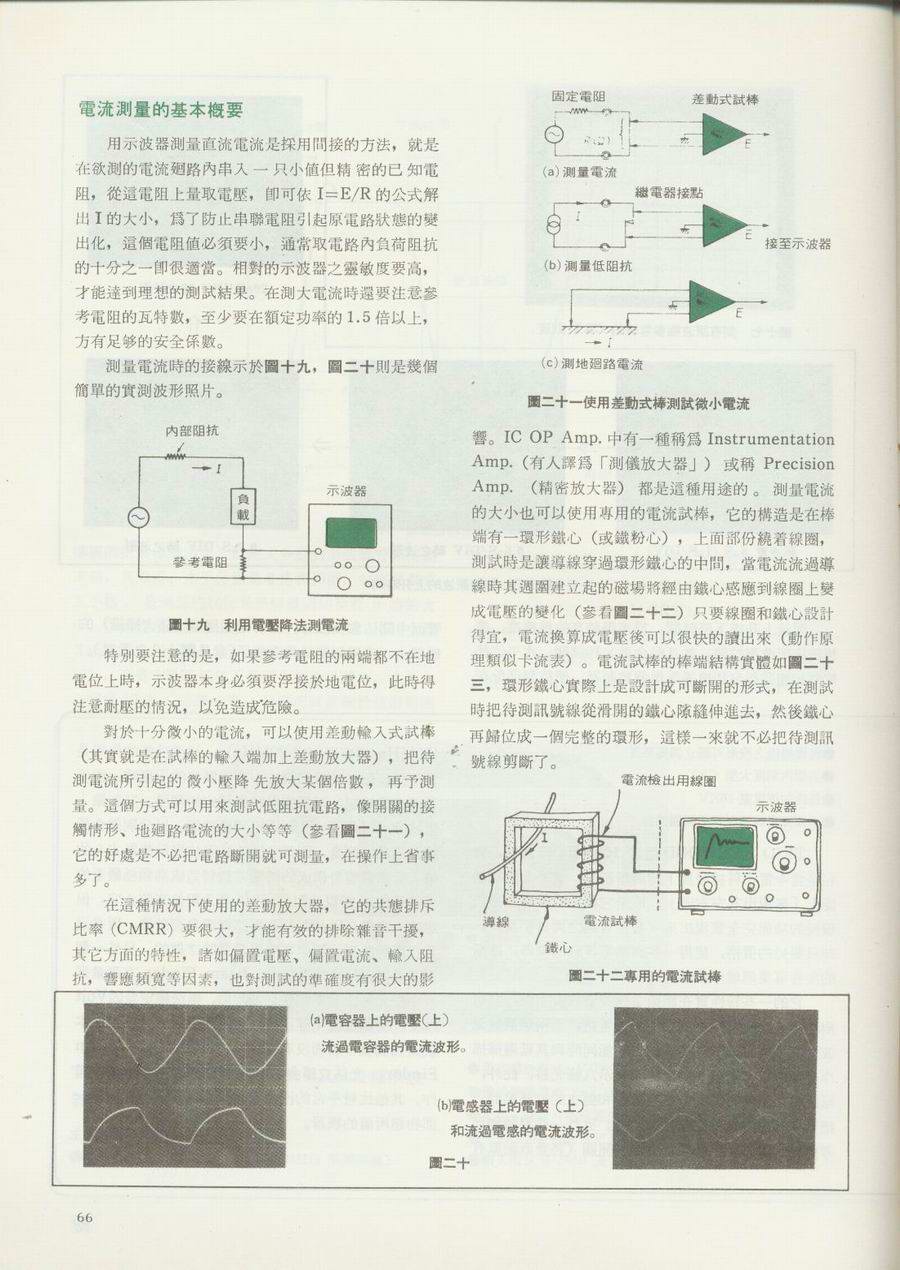 電流測量的基本概要
用示波器測量直流電流是採用間接的方法，就是
在欲測的電流廻路內串入一只小值但精密的已知電
阻，從這電阻上量取電壓，卽可依 I=E/R 的公式解
出 I 的大小，爲了防止串聯電阻引起原電路狀態的變
出化，這個電阻值必須要小，通常取電路內負荷阻抗
的十分之一卽很適當。相對的示波器之靈敏度要高，
才能達到理想的測試結果。在測大電流時還要注意參
考電阻的瓦特數，至少要在額定功率的 1.5 倍以上，
方有足够的安全係數。
測量電流時的接線示於圖十九，圖二十則是幾個
簡單的實測波形照片。
內部阻抗
I
負
載
示波器
參考電阻
圖十九　利用電壓降法測電流
特別要注意的是，如果參考電阻的兩端都不在地
電位上時，示波器本身必須要浮接於地電位，此時得
注意耐壓的情況，以免造成危險。
對於十分微小的電流，可以使用差動輸入式試棒
（其實就是在試棒的輸入端加上差動放大器），把待
測電流所引起的微小壓降先放大某個倍數，再予測
量。這個方式可以用來測試低阻抗電路，像開關的接
觸情形、地廻路電流的大小等等（參看圖二十一），
它的好處是不必把電路斷開就可測量，在操作上省事
多了。
在這種情況下使用的差動放大器，它的共態排斥
比率 (CMRR) 要很大，才能有效的排除雜音干擾，
其它方面的特性，諸如偏置電壓、偏置電流、輸入阻
抗，響應頻寬等因素，也對測試的準確度有很大的影
固定電阻
差動式試棒
E
(a)測量電流
繼電器接點
I
E
接至示波器
(b)測量低阻抗
E
i
(c)測地廻路電流
圖二十一使用差動式棒測試微小電流
響。IC OP Amp. 中有一種稱爲 Instrumentation
Amp.（有人譯爲「測儀放大器」）或稱 Precision
Amp.（精密放大器）都是這種用途的。測量電流
的大小也可以使用專用的電流試棒，它的構造是在棒
端有一環形鐵心（或鐵粉心），上面部份繞着線圈，
測試時是讓導線穿過環形鐵心的中間，當電流流過導
線時其週圍建立起的磁場將經由鐵心感應到線圈上變
成電壓的變化（參看圖二十二）只要線圈和鐵心設計
得宜，電流換算成電壓後可以很快的讀出來（動作原
理類似卡流表）。電流試棒的棒端結構實體如圖二十
三，環形鐵心實際上是設計成可斷開的形式，在測試
時把待測訊號線從滑開的鐵心隙縫伸進去，然後鐵心
再歸位成一個完整的環形，這樣一來就不必把待測訊
號線剪斷了。
電流檢出用線圈
示波器
I
導線
電流試棒
鐵心
圖二十二專用的電流試棒
(a)電容器上的電壓(上)
流過電容器的電流波形。
(b)電感器上的電壓（上）
和流過電感的電流波形。
圖二十
66